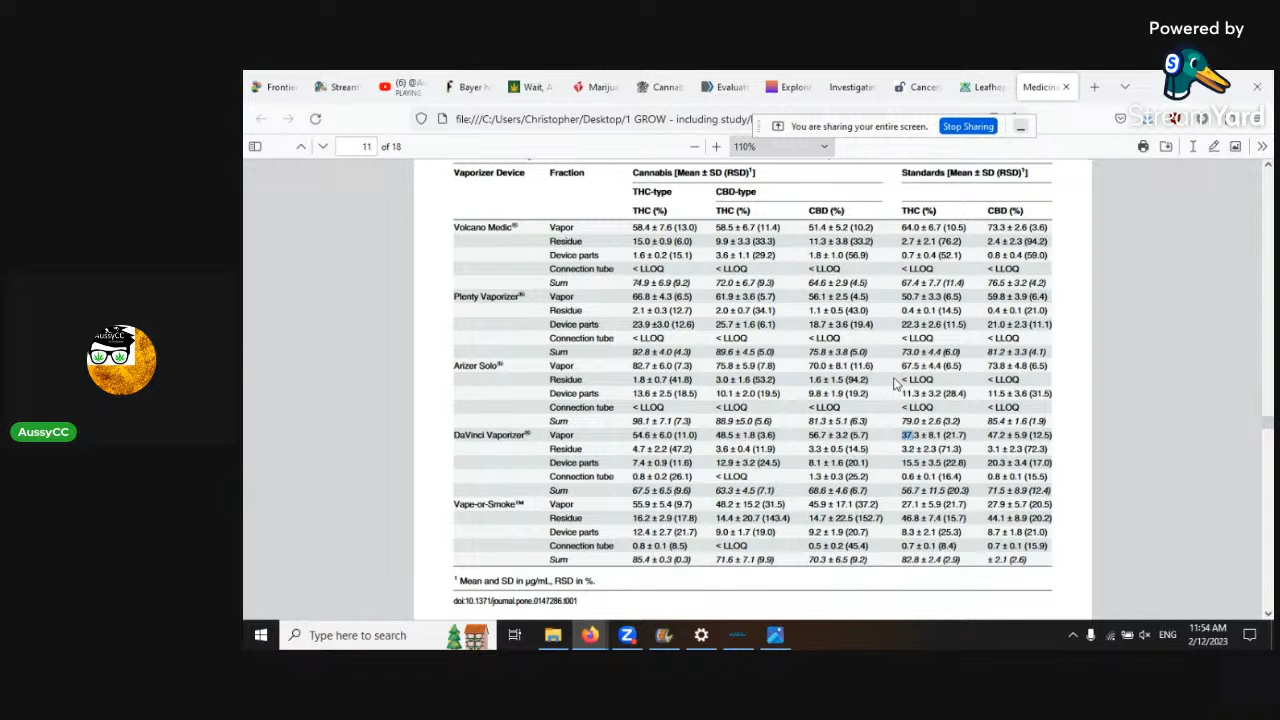 Powered by
S
StreamYard
Frontier
Stream
(6) @Au
PLAYING
Bayer h
Wait, A
Marijua
Cannab
Evaluati
Explore
Investigatin
Cancer
Leafho
Medicina
file:///C:/Users/Christopher/Desktop/1 GROW - including study/
You are sharing your entire screen. Stop Sharing
11 of 18
110%
Vaporizer Device Fraction Cannabis [Mean ± SD (RSD)¹] Standards [Mean ± SD (RSD)¹]
THC-type CBD-type
THC (%) THC (%) CBD (%) THC (%) CBD (%)
Volcano Medic® Vapor 58.4 ± 7.6 (13.0) 58.5 ± 6.7 (11.4) 51.4 ± 5.2 (10.2) 64.0 ± 6.7 (10.5) 73.3 ± 2.6 (3.6)
Residue 15.0 ± 0.9 (6.0) 9.9 ± 3.3 (33.3) 11.3 ± 3.8 (33.2) 2.7 ± 2.1 (76.2) 2.4 ± 2.3 (94.2)
Device parts 1.6 ± 0.2 (15.1) 3.6 ± 1.1 (29.2) 1.8 ± 1.0 (56.9) 0.7 ± 0.4 (52.1) 0.8 ± 0.4 (59.0)
Connection tube < LLOQ < LLOQ < LLOQ < LLOQ < LLOQ
Sum 74.9 ± 6.9 (9.2) 72.0 ± 6.7 (9.3) 64.6 ± 2.9 (4.5) 67.4 ± 7.7 (11.4) 76.5 ± 3.2 (4.2)
Plenty Vaporizer® Vapor 66.8 ± 4.3 (6.5) 61.9 ± 3.6 (5.7) 56.1 ± 2.5 (4.5) 50.7 ± 3.3 (6.5) 59.8 ± 3.9 (6.4)
Residue 2.1 ± 0.3 (12.7) 2.0 ± 0.7 (34.1) 1.1 ± 0.5 (43.0) 0.4 ± 0.1 (14.5) 0.4 ± 0.1 (21.0)
Device parts 23.9 ±3.0 (12.6) 25.7 ± 1.6 (6.1) 18.7 ± 3.6 (19.4) 22.3 ± 2.6 (11.5) 21.0 ± 2.3 (11.1)
Connection tube < LLOQ < LLOQ < LLOQ < LLOQ < LLOQ
Sum 92.8 ± 4.0 (4.3) 89.6 ± 4.5 (5.0) 75.8 ± 3.8 (5.0) 73.0 ± 4.4 (6.0) 81.2 ± 3.3 (4.1)
Arizer Solo® Vapor 82.7 ± 6.0 (7.3) 75.8 ± 5.9 (7.8) 70.0 ± 8.1 (11.6) 67.5 ± 4.4 (6.5) 73.8 ± 4.8 (6.5)
Residue 1.8 ± 0.7 (41.8) 3.0 ± 1.6 (53.2) 1.6 ± 1.5 (94.2) < LLOQ < LLOQ
Device parts 13.6 ± 2.5 (18.5) 10.1 ± 2.0 (19.5) 9.8 ± 1.9 (19.2) 11.3 ± 3.2 (28.4) 11.5 ± 3.6 (31.5)
Connection tube < LLOQ < LLOQ < LLOQ < LLOQ < LLOQ
Sum 98.1 ± 7.1 (7.3) 88.9 ±5.0 (5.6) 81.3 ± 5.1 (6.3) 79.0 ± 2.6 (3.2) 85.4 ± 1.6 (1.9)
DaVinci Vaporizer® Vapor 54.6 ± 6.0 (11.0) 48.5 ± 1.8 (3.6) 56.7 ± 3.2 (5.7) 37.3 ± 8.1 (21.7) 47.2 ± 5.9 (12.5)
Residue 4.7 ± 2.2 (47.2) 3.6 ± 0.4 (11.9) 3.3 ± 0.5 (14.5) 3.2 ± 2.3 (71.3) 3.1 ± 2.3 (72.3)
Device parts 7.4 ± 0.9 (11.6) 12.9 ± 3.2 (24.5) 8.1 ± 1.6 (20.1) 15.5 ± 3.5 (22.8) 20.3 ± 3.4 (17.0)
Connection tube 0.8 ± 0.2 (26.1) < LLOQ 1.3 ± 0.3 (25.2) 0.6 ± 0.1 (16.4) 0.8 ± 0.1 (15.5)
Sum 67.5 ± 6.5 (9.6) 63.3 ± 4.5 (7.1) 68.6 ± 4.6 (6.7) 56.7 ± 11.5 (20.3) 71.5 ± 8.9 (12.4)
Vape-or-Smoke™ Vapor 55.9 ± 5.4 (9.7) 48.2 ± 15.2 (31.5) 45.9 ± 17.1 (37.2) 27.1 ± 5.9 (21.7) 27.9 ± 5.7 (20.5)
Residue 16.2 ± 2.9 (17.8) 14.4 ± 20.7 (143.4) 14.7 ± 22.5 (152.7) 46.8 ± 7.4 (15.7) 44.1 ± 8.9 (20.2)
Device parts 12.4 ± 2.7 (21.7) 9.0 ± 1.7 (19.0) 9.2 ± 1.9 (20.7) 8.3 ± 2.1 (25.3) 8.7 ± 1.8 (21.0)
Connection tube 0.8 ± 0.1 (8.5) < LLOQ 0.5 ± 0.2 (45.4) 0.7 ± 0.1 (8.4) 0.7 ± 0.1 (15.9)
Sum 85.4 ± 0.3 (0.3) 71.6 ± 7.1 (9.9) 70.3 ± 6.5 (9.2) 82.8 ± 2.4 (2.9) ± 2.1 (2.6)
¹ Mean and SD in µg/mL, RSD in %.
doi:10.1371/journal.pone.0147286.t001
AussyCC
AussyCC
Type here to search
ENG
11:54 AM
2/12/2023